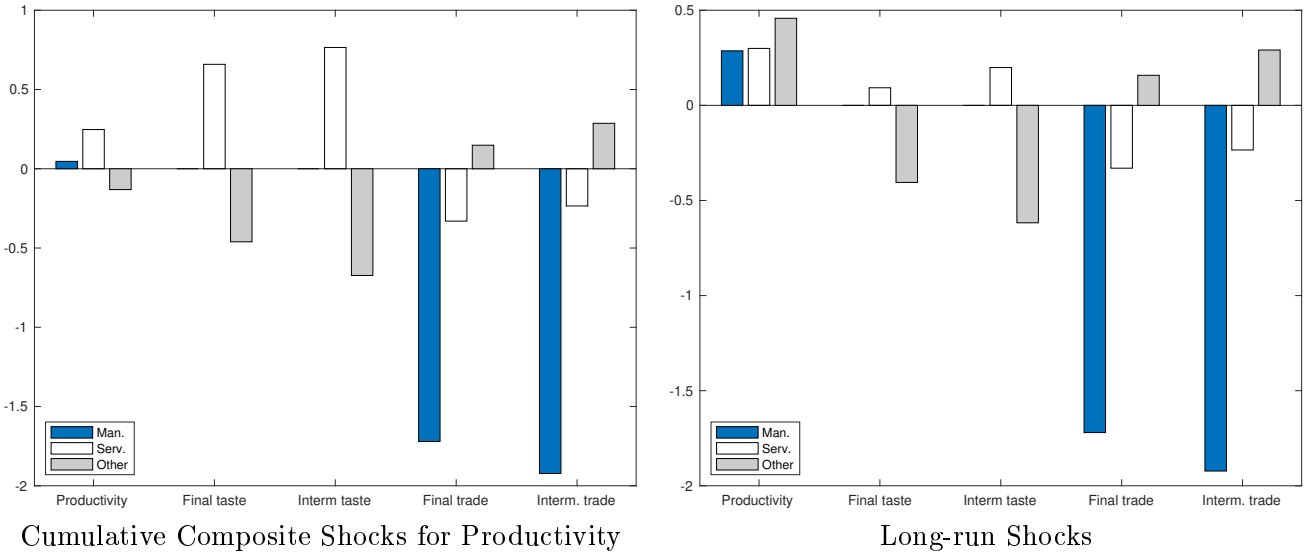 1
0.5
0
-0.5
-1
-1.5
-2
Man.
Serv.
Other
Productivity
Final taste
Interm taste
Final trade
Interm. trade
Cumulative Composite Shocks for Productivity
0.5
0
-0.5
-1
-1.5
-2
Man.
Serv.
Other
Productivity
Final taste
Interm taste
Final trade
Interm. trade
Long-run Shocks